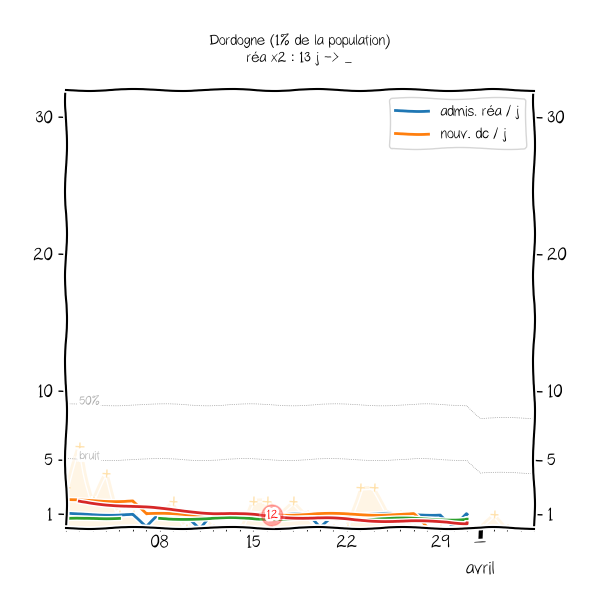 Dordogne (1% de la population)
réa x2 : 13 j -> _
admis. réa / j
nouv. dc / j
30 30
20 20
10 10
50%
5 5
bruit
1 1
12
08 15 22 29 1
avril